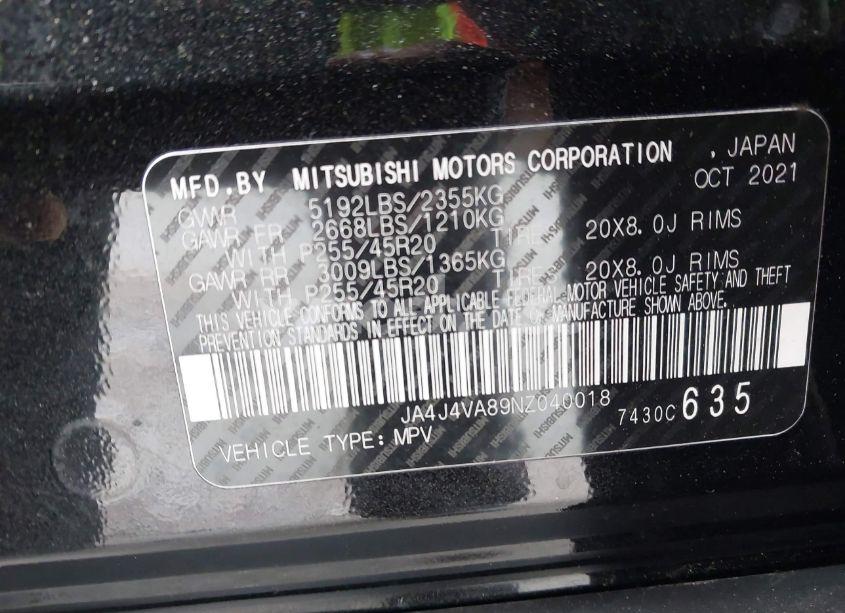 MFD.BY MITSUBISHI MOTORS CORPORATION , JAPAN
OCT 2021
GVWR 5192LBS/2355KG
GAWR FR 2668LBS/1210KG
WITH P255/45R20 TIRE, 20X8.0J RIMS
GAWR RR 3009LBS/1365KG
WITH P255/45R20 TIRE, 20X8.0J RIMS
THIS VEHICLE CONFORMS TO ALL APPLICABLE FEDERAL MOTOR VEHICLE SAFETY AND THEFT
PREVENTION STANDARDS IN EFFECT ON THE DATE OF MANUFACTURE SHOWN ABOVE.
JA4J4VA89NZ040018
7430C635
VEHICLE TYPE: MPV